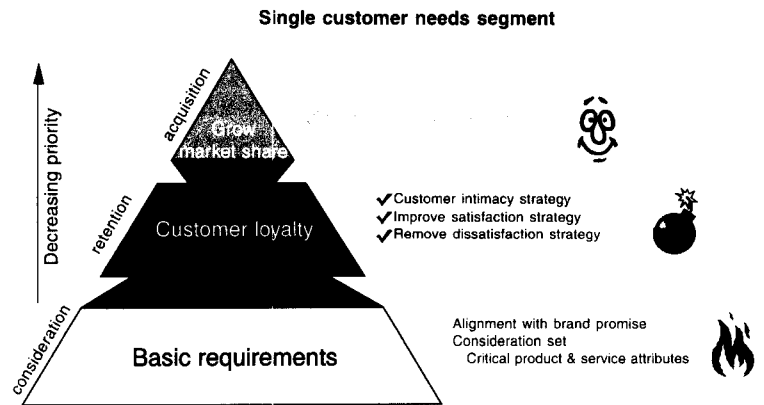 Single customer needs segment
Decreasing priority
acquisition
Grow
market share
retention
Customer loyalty
✓Customer intimacy strategy
✓Improve satisfaction strategy
✓Remove dissatisfaction strategy
consideration
Basic requirements
Alignment with brand promise
Consideration set
Critical product & service attributes